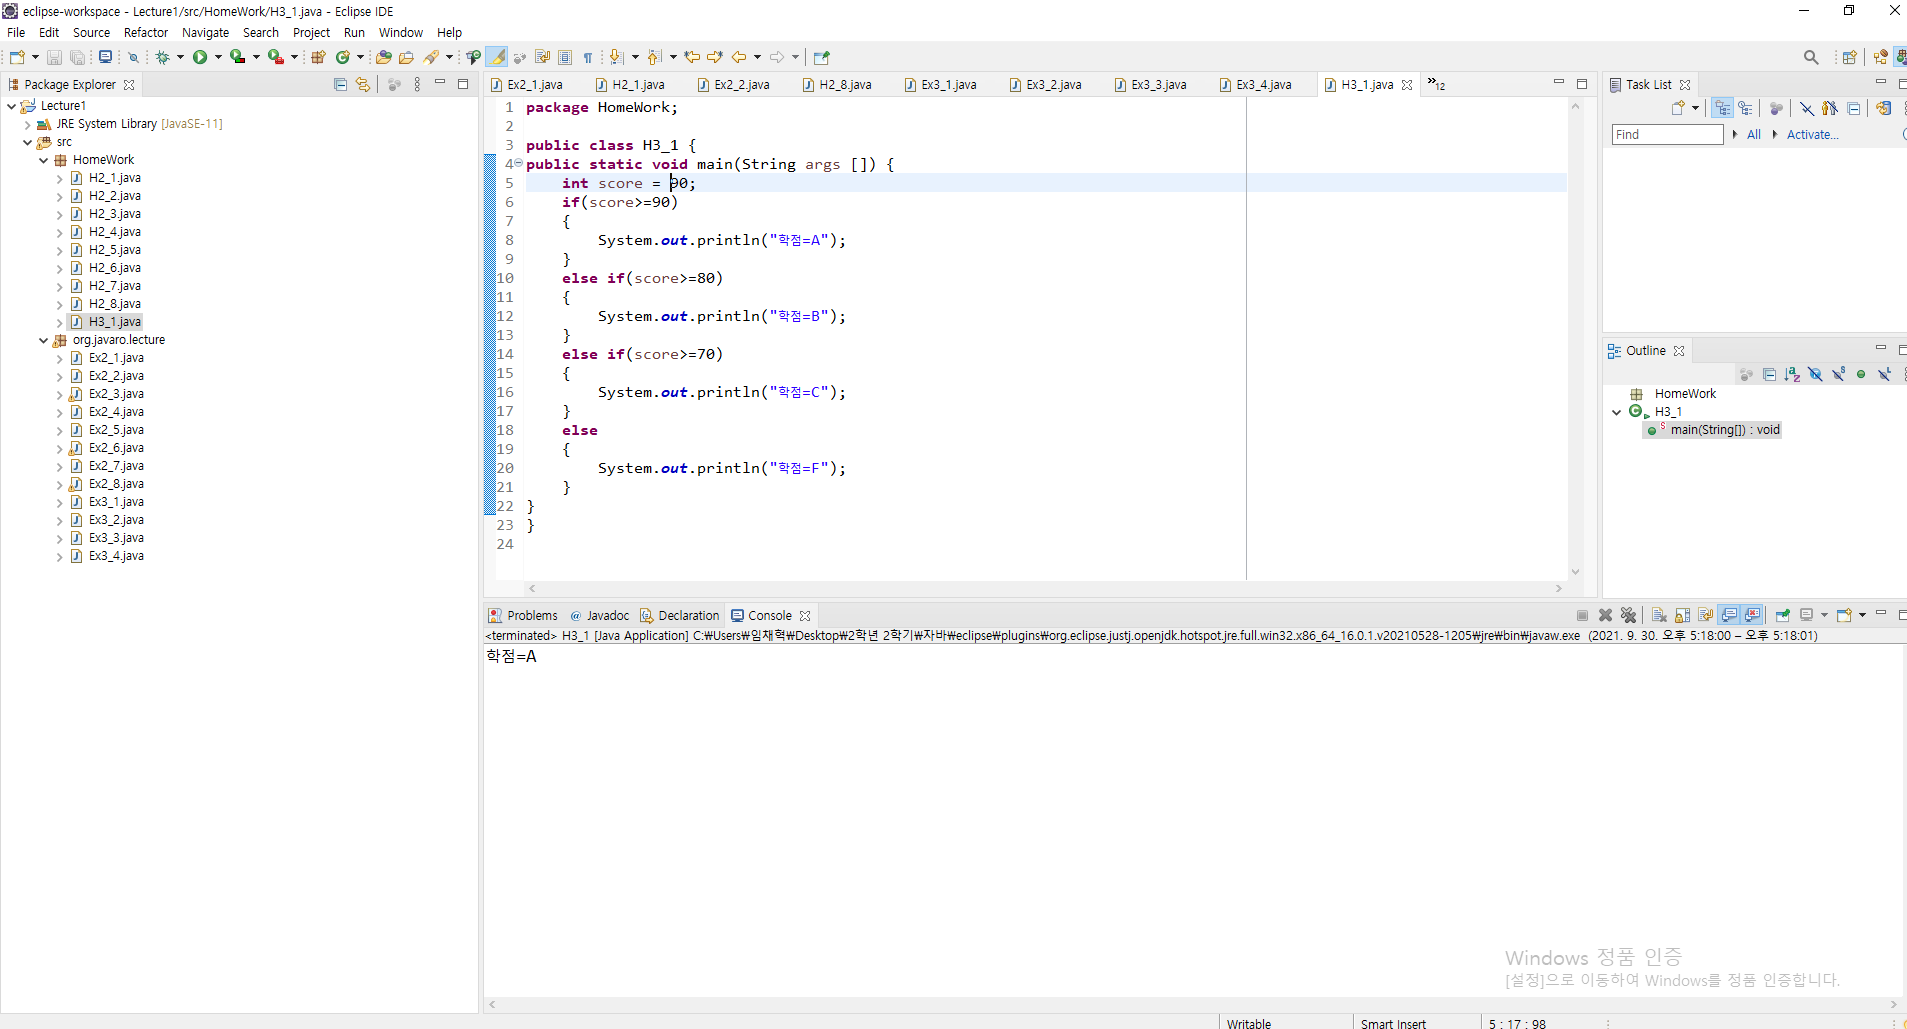 eclipse-workspace - Lecture1/src/HomeWork/H3_1.java - Eclipse IDE
File Edit Source Refactor Navigate Search Project Run Window Help
Package Explorer
Lecture1
JRE System Library [JavaSE-11]
src
HomeWork
H2_1.java
H2_2.java
H2_3.java
H2_4.java
H2_5.java
H2_6.java
H2_7.java
H2_8.java
H3_1.java
org.javaro.lecture
Ex2_1.java
Ex2_2.java
Ex2_3.java
Ex2_4.java
Ex2_5.java
Ex2_6.java
Ex2_7.java
Ex2_8.java
Ex3_1.java
Ex3_2.java
Ex3_3.java
Ex3_4.java
Ex2_1.java H2_1.java Ex2_2.java H2_8.java Ex3_1.java Ex3_2.java Ex3_3.java Ex3_4.java H3_1.java »12
1 package HomeWork;
2
3 public class H3_1 {
4 public static void main(String args []) {
5 int score = 90;
6 if(score>=90)
7 {
8 System.out.println("학점=A");
9 }
10 else if(score>=80)
11 {
12 System.out.println("학점=B");
13 }
14 else if(score>=70)
15 {
16 System.out.println("학점=C");
17 }
18 else
19 {
20 System.out.println("학점=F");
21 }
22 }
23 }
24
Task List
Find All Activate...
Outline
HomeWork
H3_1
main(String[]) : void
Problems @ Javadoc Declaration Console
<terminated> H3_1 [Java Application] C:₩Users₩임채혁₩Desktop₩2학년 2학기₩자바₩eclipse₩plugins₩org.eclipse.justj.openjdk.hotspot.jre.full.win32.x86_64_16.0.1.v20210528-1205₩jre₩bin₩javaw.exe (2021. 9. 30. 오후 5:18:00 – 오후 5:18:01)
학점=A
Windows 정품 인증
[설정]으로 이동하여 Windows를 정품 인증합니다.
Writable Smart Insert 5 : 17 : 98